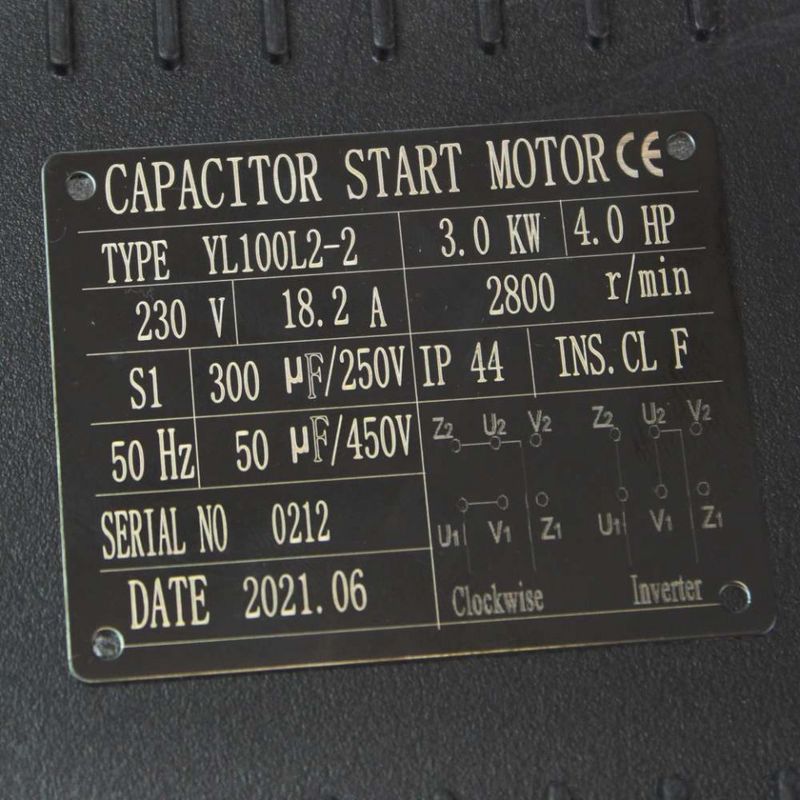 CAPACITOR START MOTOR CE
TYPE YL100L2-2 3.0 KW 4.0 HP
230 V 18.2 A 2800 r/min
S1 300 μF/250V IP 44 INS.CL F
50 Hz 50 μF/450V
Z2 U2 V2 Z2 U2 V2
U1 V1 Z1 U1 V1 Z1
SERIAL NO 0212
DATE 2021.06
Clockwise Inverter